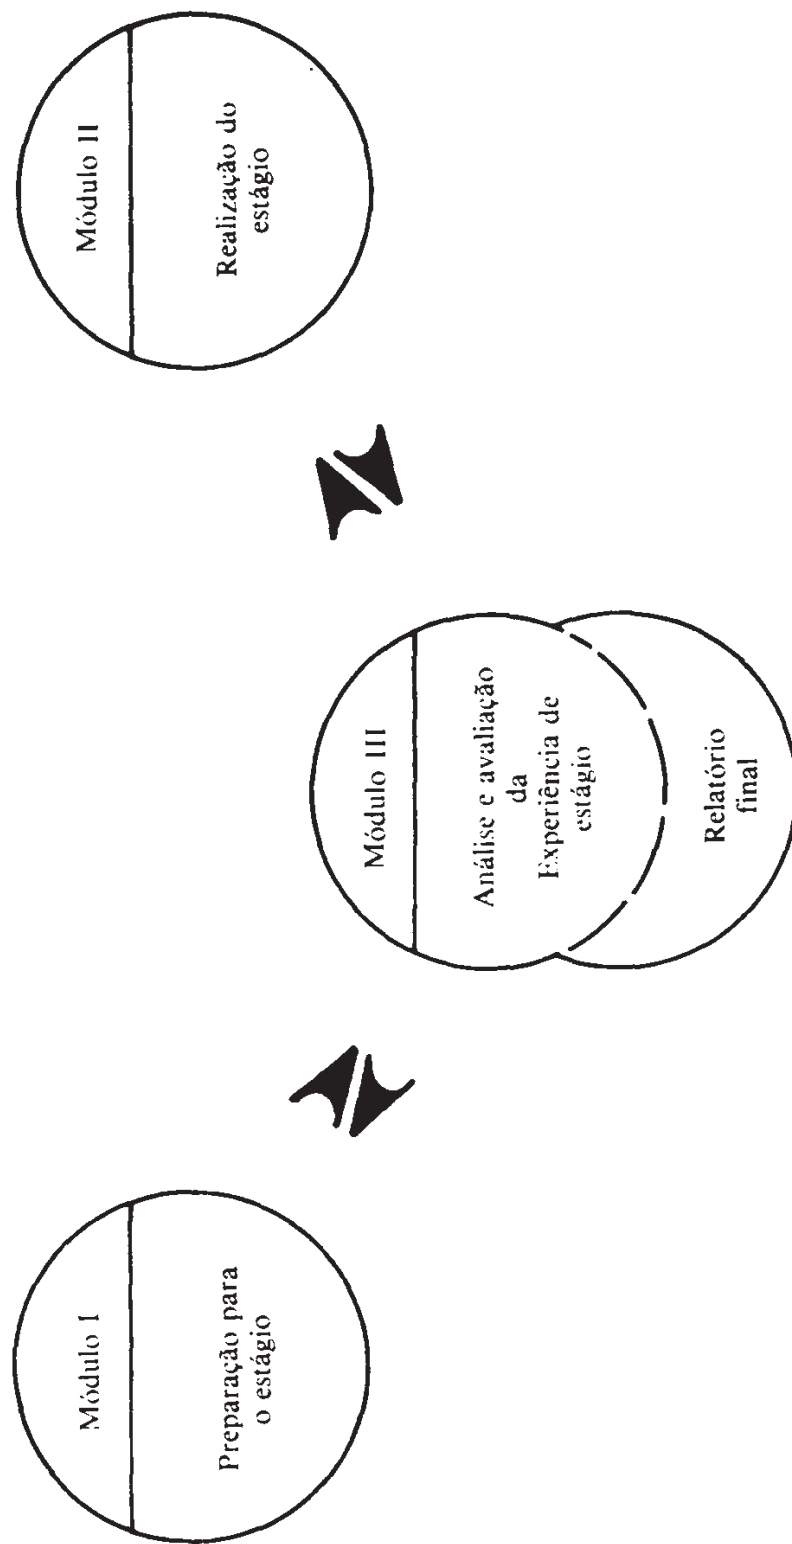 Módulo I
Preparação para
o estágio
Módulo III
Análise e avaliação
da
Experiência de
estágio
Relatório
final
Módulo II
Realização do
estágio